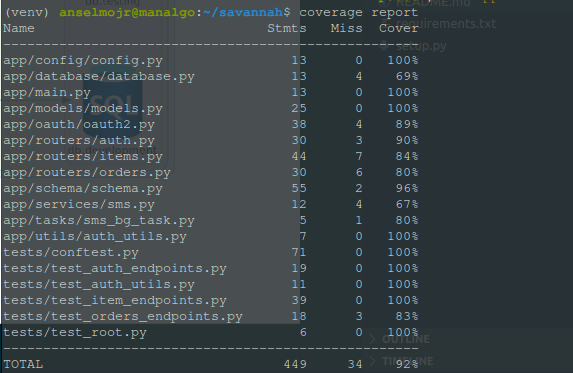 (venv) anselmojr@manalgo:~/savannah$ coverage report
Name Stmts Miss Cover
app/config/config.py 13 0 100%
app/database/database.py 13 4 69%
app/main.py 13 0 100%
app/models/models.py 25 0 100%
app/oauth/oauth2.py 38 4 89%
app/routers/auth.py 30 3 90%
app/routers/items.py 44 7 84%
app/routers/orders.py 30 6 80%
app/schema/schema.py 55 2 96%
app/services/sms.py 12 4 67%
app/tasks/sms_bg_task.py 5 1 80%
app/utils/auth_utils.py 7 0 100%
tests/conftest.py 71 0 100%
tests/test_auth_endpoints.py 19 0 100%
tests/test_auth_utils.py 11 0 100%
tests/test_item_endpoints.py 39 0 100%
tests/test_orders_endpoints.py 18 3 83%
tests/test_root.py 6 0 100%
TOTAL 449 34 92%
README.md
requirements.txt
setup.py
SQL
OUTLINE
TIMELINE